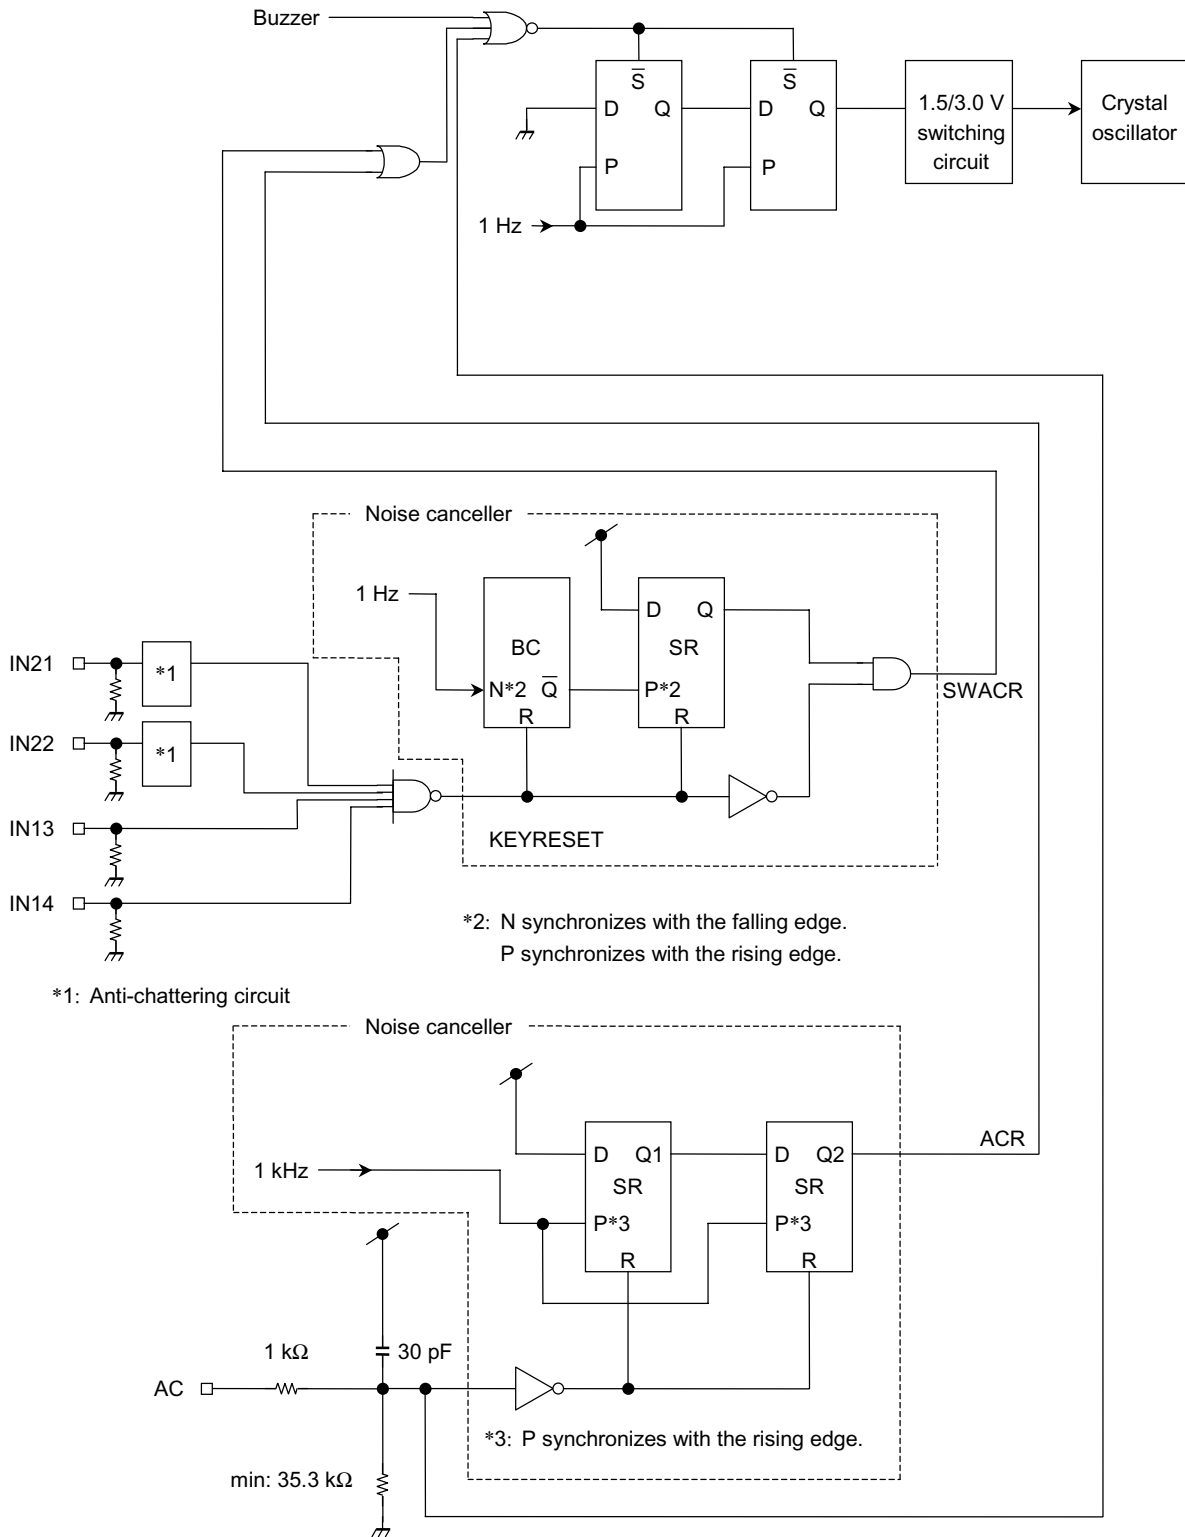 Buzzer
S̅
D Q
P
S̅
D Q
P
1.5/3.0 V
switching
circuit
Crystal
oscillator
1 Hz
Noise canceller
1 Hz
BC
N*2 Q̅
R
D Q
SR
P*2
R
SWACR
IN21
*1
IN22
*1
IN13
IN14
KEYRESET
*2: N synchronizes with the falling edge.
P synchronizes with the rising edge.
*1: Anti-chattering circuit
Noise canceller
1 kHz
D Q1
SR
P*3
R
D Q2
SR
P*3
R
ACR
1 kΩ
30 pF
AC
*3: P synchronizes with the rising edge.
min: 35.3 kΩ